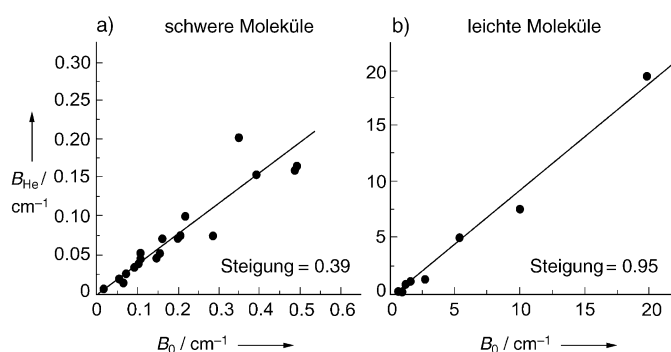 a) schwere Moleküle
0.30
0.25
0.20
0.15
0.10
0.05
0
B_He /
cm⁻¹
Steigung = 0.39
0 0.1 0.2 0.3 0.4 0.5 0.6
B₀ / cm⁻¹
b) leichte Moleküle
20
15
10
5
0
Steigung = 0.95
0 5 10 15 20
B₀ / cm⁻¹